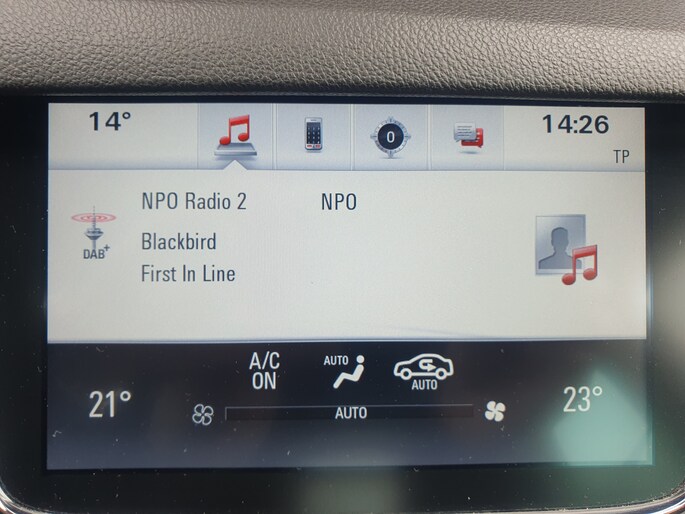 14°
0
14:26
TP
NPO Radio 2 NPO
DAB+
Blackbird
First In Line
A/C
ON
AUTO
AUTO
21°
AUTO
23°